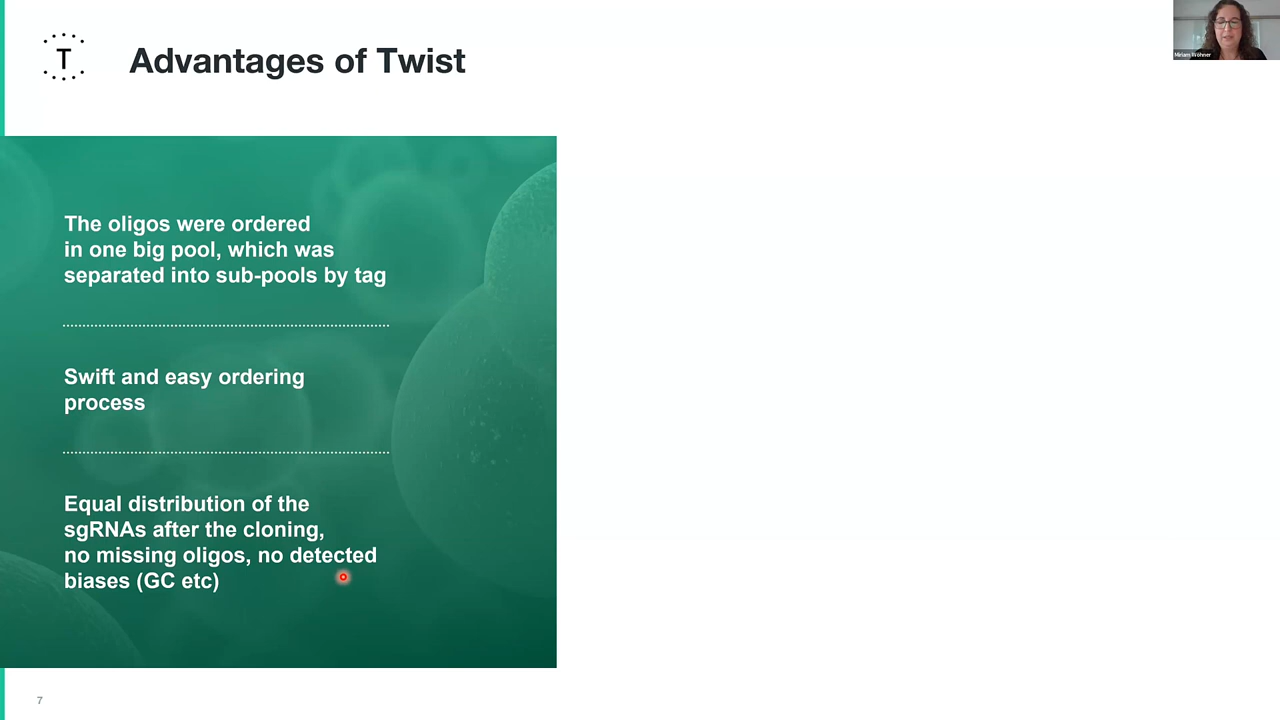 T
Advantages of Twist
Miriam Wöhner
The oligos were ordered
in one big pool, which was
separated into sub-pools by tag
Swift and easy ordering
process
Equal distribution of the
sgRNAs after the cloning,
no missing oligos, no detected
biases (GC etc)
7